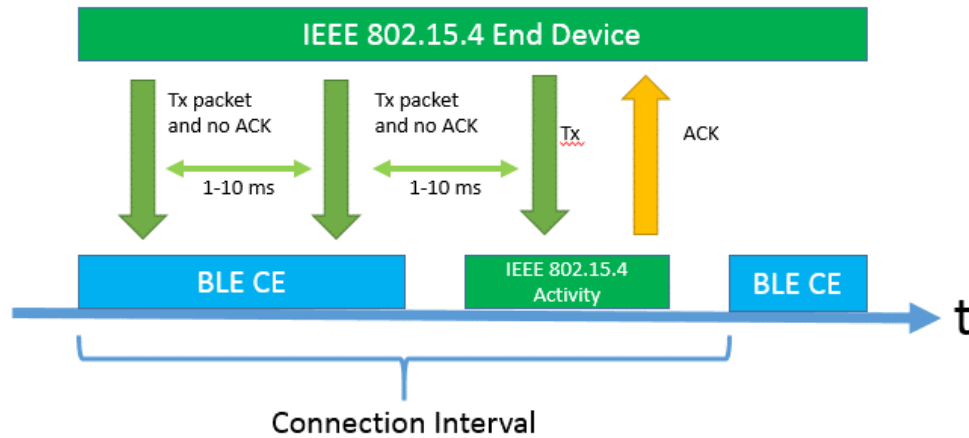 IEEE 802.15.4 End Device
Tx packet
and no ACK
Tx packet
and no ACK
Tx
ACK
1-10 ms
1-10 ms
BLE CE
IEEE 802.15.4
Activity
BLE CE
t
Connection Interval